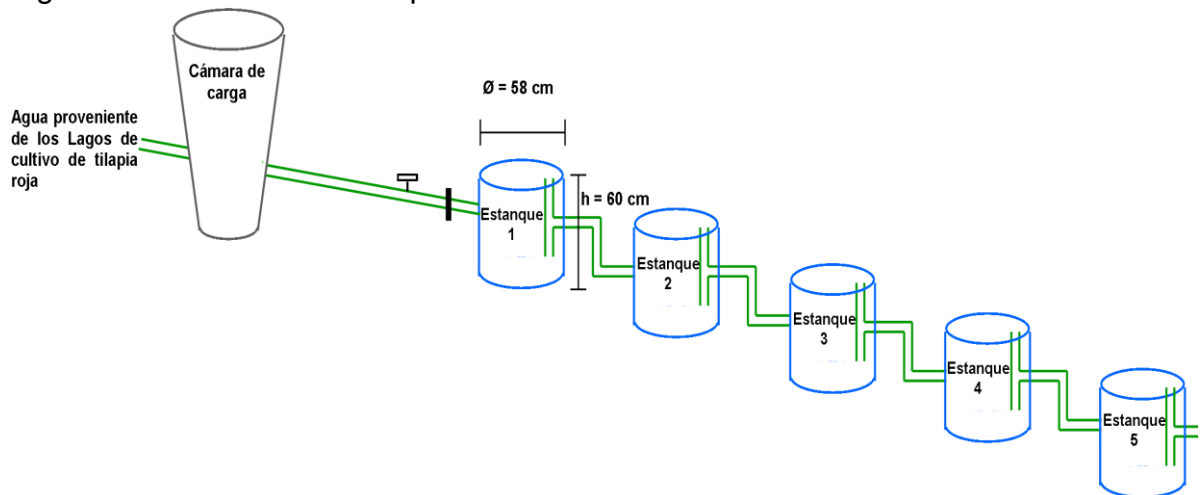 Cámara de
carga
Agua proveniente
de los Lagos de
cultivo de tilapia
roja
Ø = 58 cm
h = 60 cm
Estanque
1
Estanque
2
Estanque
3
Estanque
4
Estanque
5